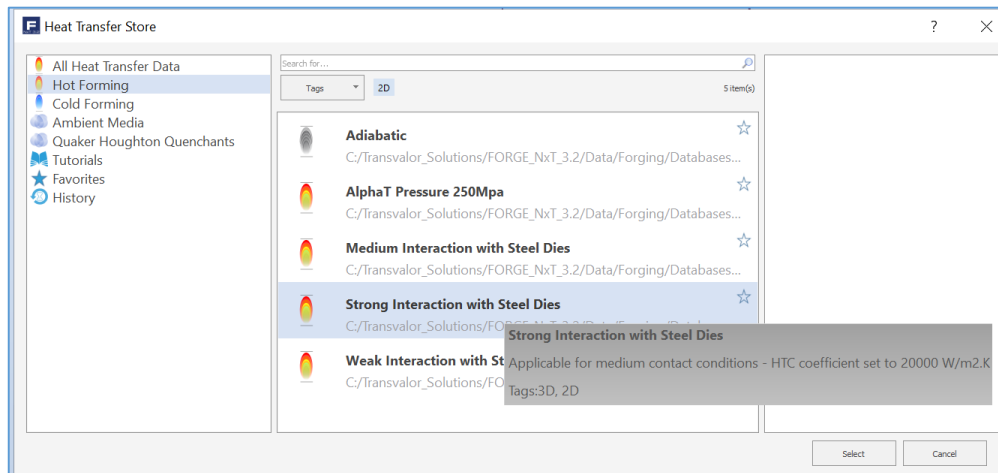 F Heat Transfer Store ?
All Heat Transfer Data
Hot Forming
Cold Forming
Ambient Media
Quaker Houghton Quenchants
Tutorials
Favorites
History
Search for...
Tags 2D 5 item(s)
Adiabatic
C:/Transvalor_Solutions/FORGE_NxT_3.2/Data/Forging/Databases...
AlphaT Pressure 250Mpa
C:/Transvalor_Solutions/FORGE_NxT_3.2/Data/Forging/Databases...
Medium Interaction with Steel Dies
C:/Transvalor_Solutions/FORGE_NxT_3.2/Data/Forging/Databases...
Strong Interaction with Steel Dies
C:/Transvalor_Solutions/FO
Strong Interaction with Steel Dies
Applicable for medium contact conditions - HTC coefficient set to 20000 W/m2.K
Tags:3D, 2D
Weak Interaction with St
C:/Transvalor_Solutions/FO
Select Cancel